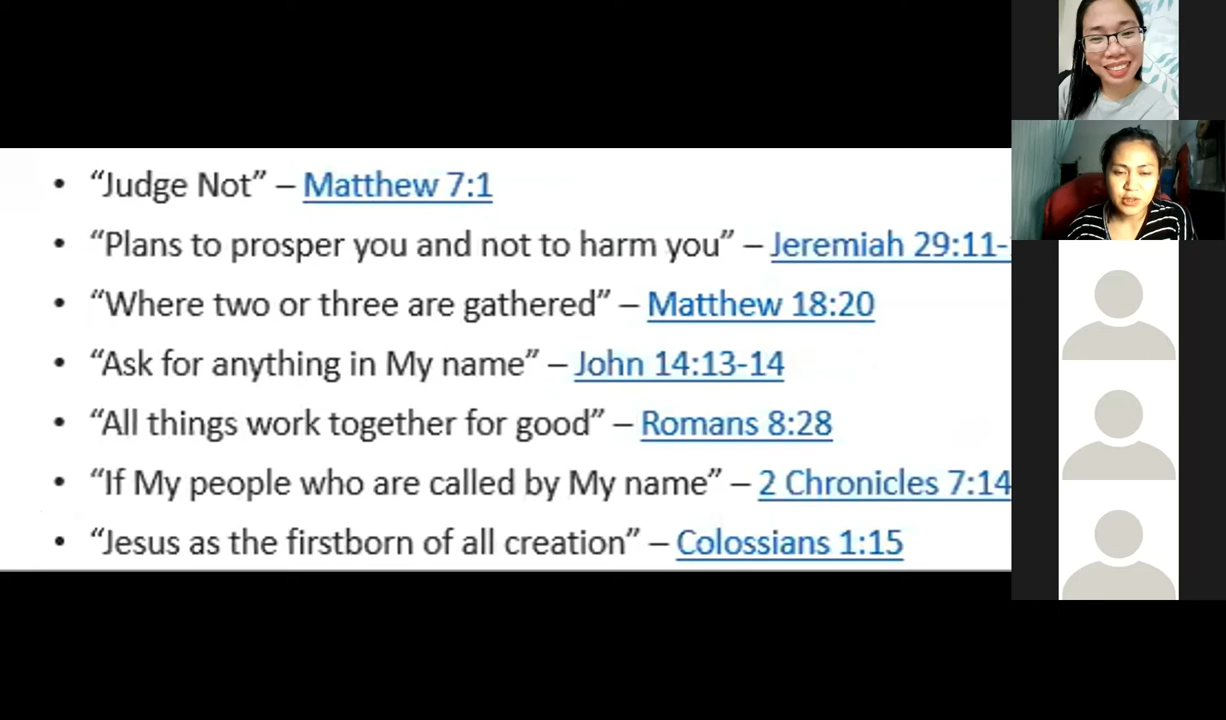 • “Judge Not” – Matthew 7:1
• “Plans to prosper you and not to harm you” – Jeremiah 29:11-
• “Where two or three are gathered” – Matthew 18:20
• “Ask for anything in My name” – John 14:13-14
• “All things work together for good” – Romans 8:28
• “If My people who are called by My name” – 2 Chronicles 7:14
• “Jesus as the firstborn of all creation” – Colossians 1:15